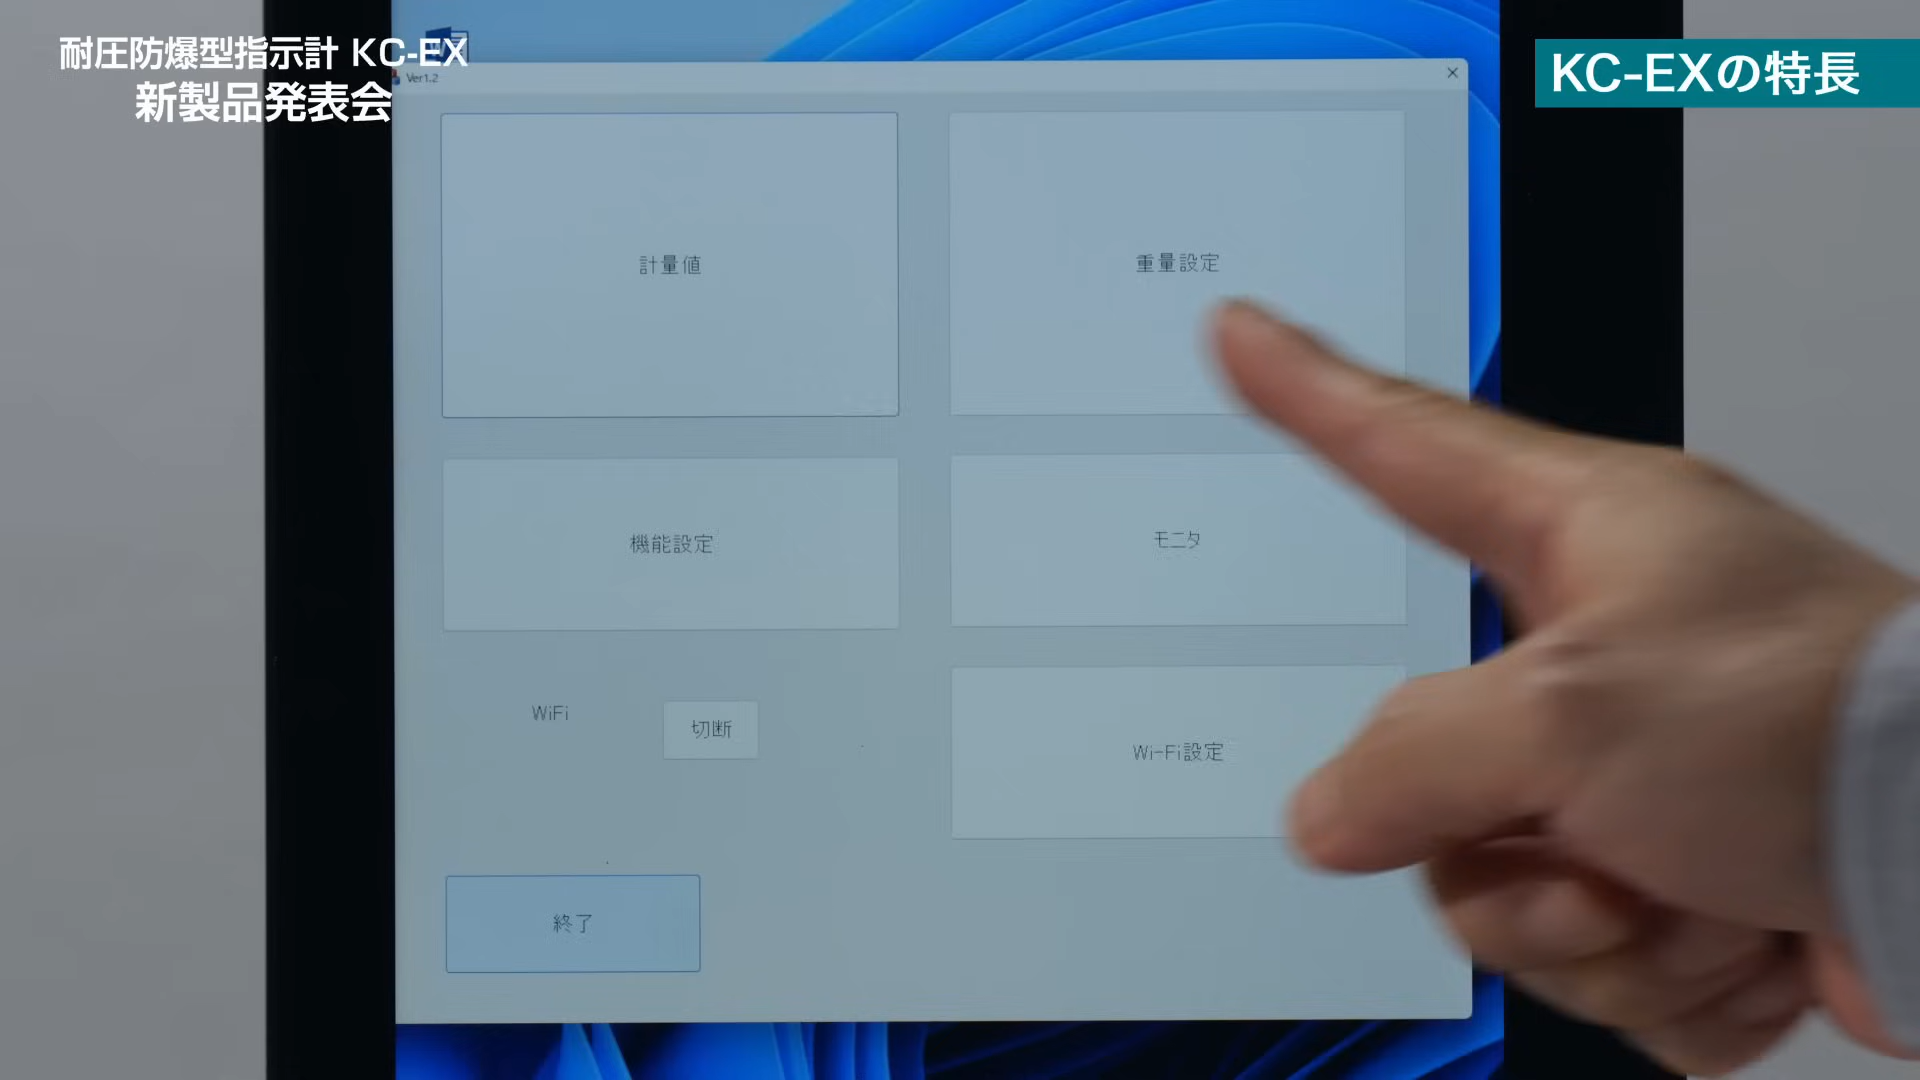 耐圧防爆型指示計 KC-EX
新製品発表会
KC-EXの特長
Ver1.2
計量値
重量設定
機能設定
モニタ
WiFi
切断
Wi-Fi設定
終了